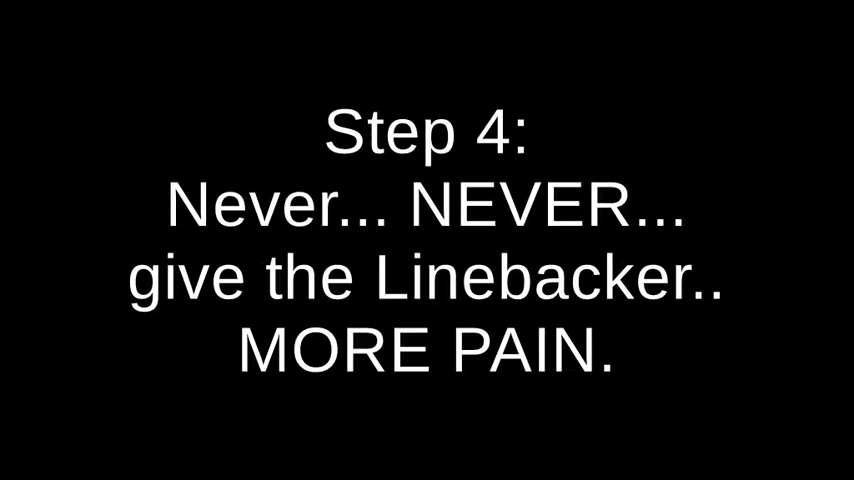 Step 4:
Never... NEVER...
give the Linebacker..
MORE PAIN.